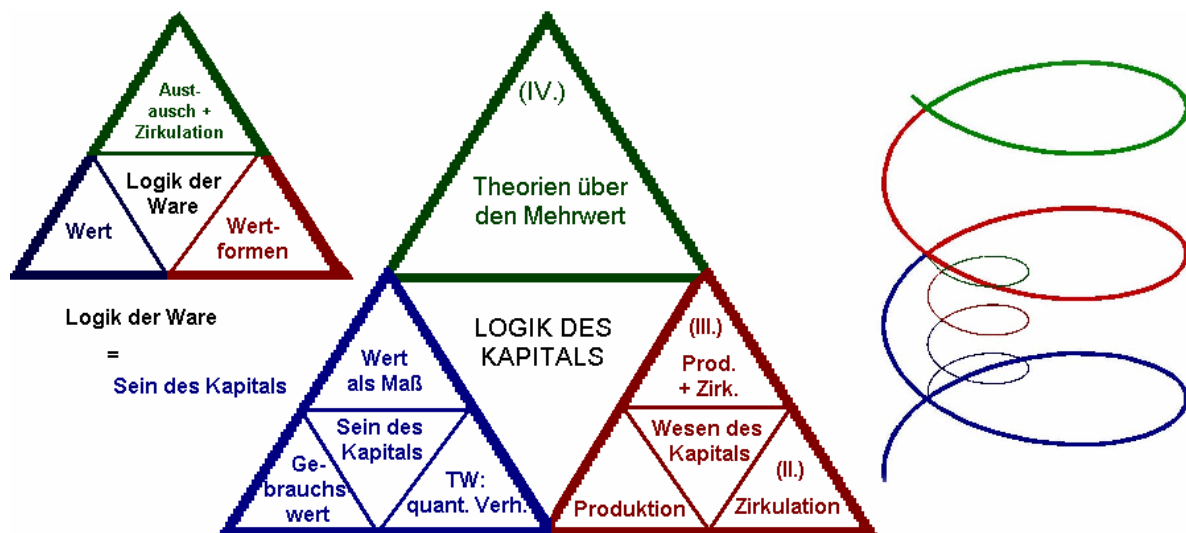 Aust-
ausch +
Zirkulation
Logik der
Ware
Wert
Wert-
formen
Logik der Ware
=
Sein des Kapitals
(IV.)
Theorien über
den Mehrwert
LOGIK DES
KAPITALS
Wert
als Maß
Sein des
Kapitals
Ge-
brauchs
wert
TW:
quant. Verh.
(III.)
Prod.
+ Zirk.
Wesen des
Kapitals
Produktion
(II.)
Zirkulation